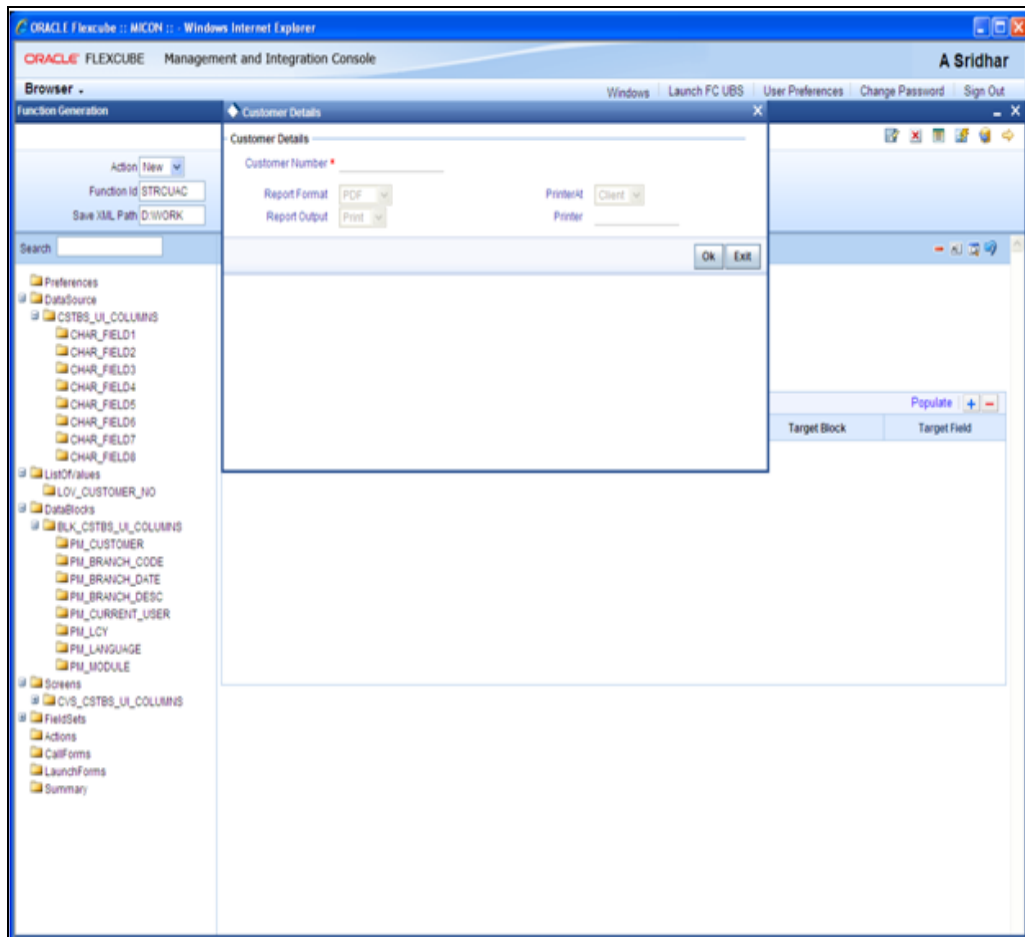 ORACLE Flexcube :: MICON :: - Windows Internet Explorer
ORACLE FLEXCUBE Management and Integration Console
A Sridhar
Browser
Windows Launch FC UBS User Preferences Change Password Sign Out
Function Generation
Action New
Function Id STRCUAC
Save XML Path D:\WORK
Customer Details
Customer Details
Customer Number *
Report Format PDF
PrinterAt Client
Report Output Print
Printer
Ok Exit
Search
Preferences
DataSource
CSTBS_UI_COLUMNS
CHAR_FIELD1
CHAR_FIELD2
CHAR_FIELD3
CHAR_FIELD4
CHAR_FIELD5
CHAR_FIELD6
CHAR_FIELD7
CHAR_FIELD8
ListOfValues
LOV_CUSTOMER_NO
DataBlocks
BLK_CSTBS_UI_COLUMNS
PM_CUSTOMER
PM_BRANCH_CODE
PM_BRANCH_DATE
PM_BRANCH_DESC
PM_CURRENT_USER
PM_LCY
PM_LANGUAGE
PM_MODULE
Screens
CVS_CSTBS_UI_COLUMNS
FieldSets
Actions
CallForms
LaunchForms
Summary
Populate + -
Target Block Target Field